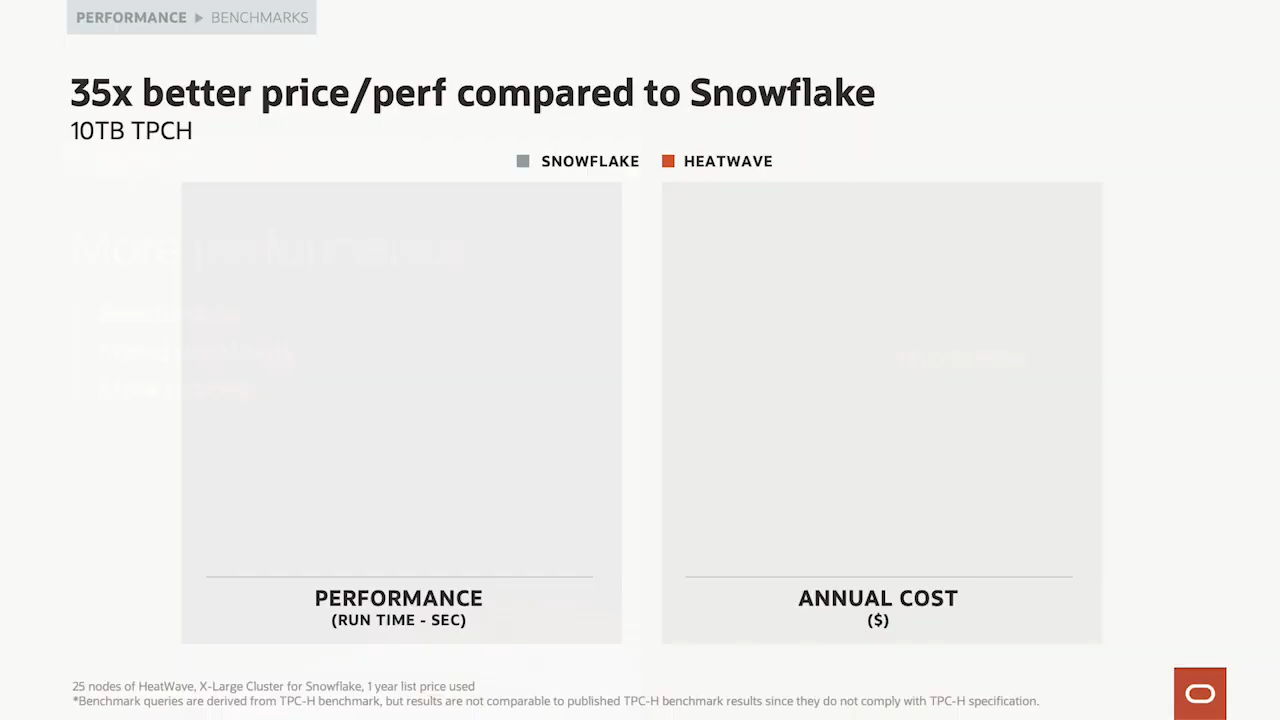 PERFORMANCE ▶ BENCHMARKS
35x better price/perf compared to Snowflake
10TB TPCH
SNOWFLAKE HEATWAVE
PERFORMANCE
(RUN TIME - SEC)
ANNUAL COST
($)
25 nodes of HeatWave, X-Large Cluster for Snowflake, 1 year list price used
*Benchmark queries are derived from TPC-H benchmark, but results are not comparable to published TPC-H benchmark results since they do not comply with TPC-H specification.